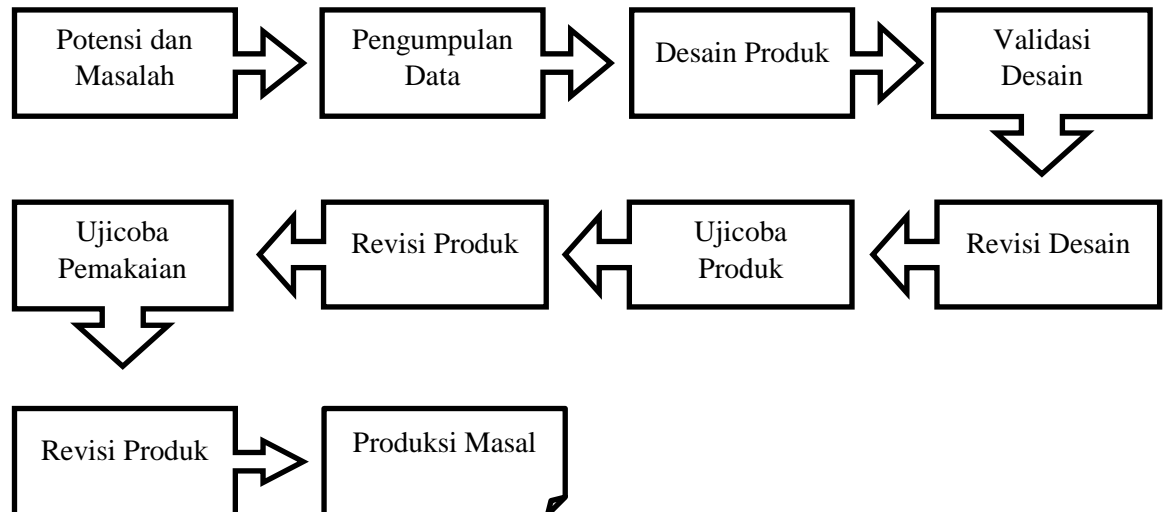 Potensi dan
Masalah
Pengumpulan
Data
Desain Produk
Validasi
Desain
Revisi Desain
Ujicoba
Produk
Revisi Produk
Ujicoba
Pemakaian
Revisi Produk
Produksi Masal